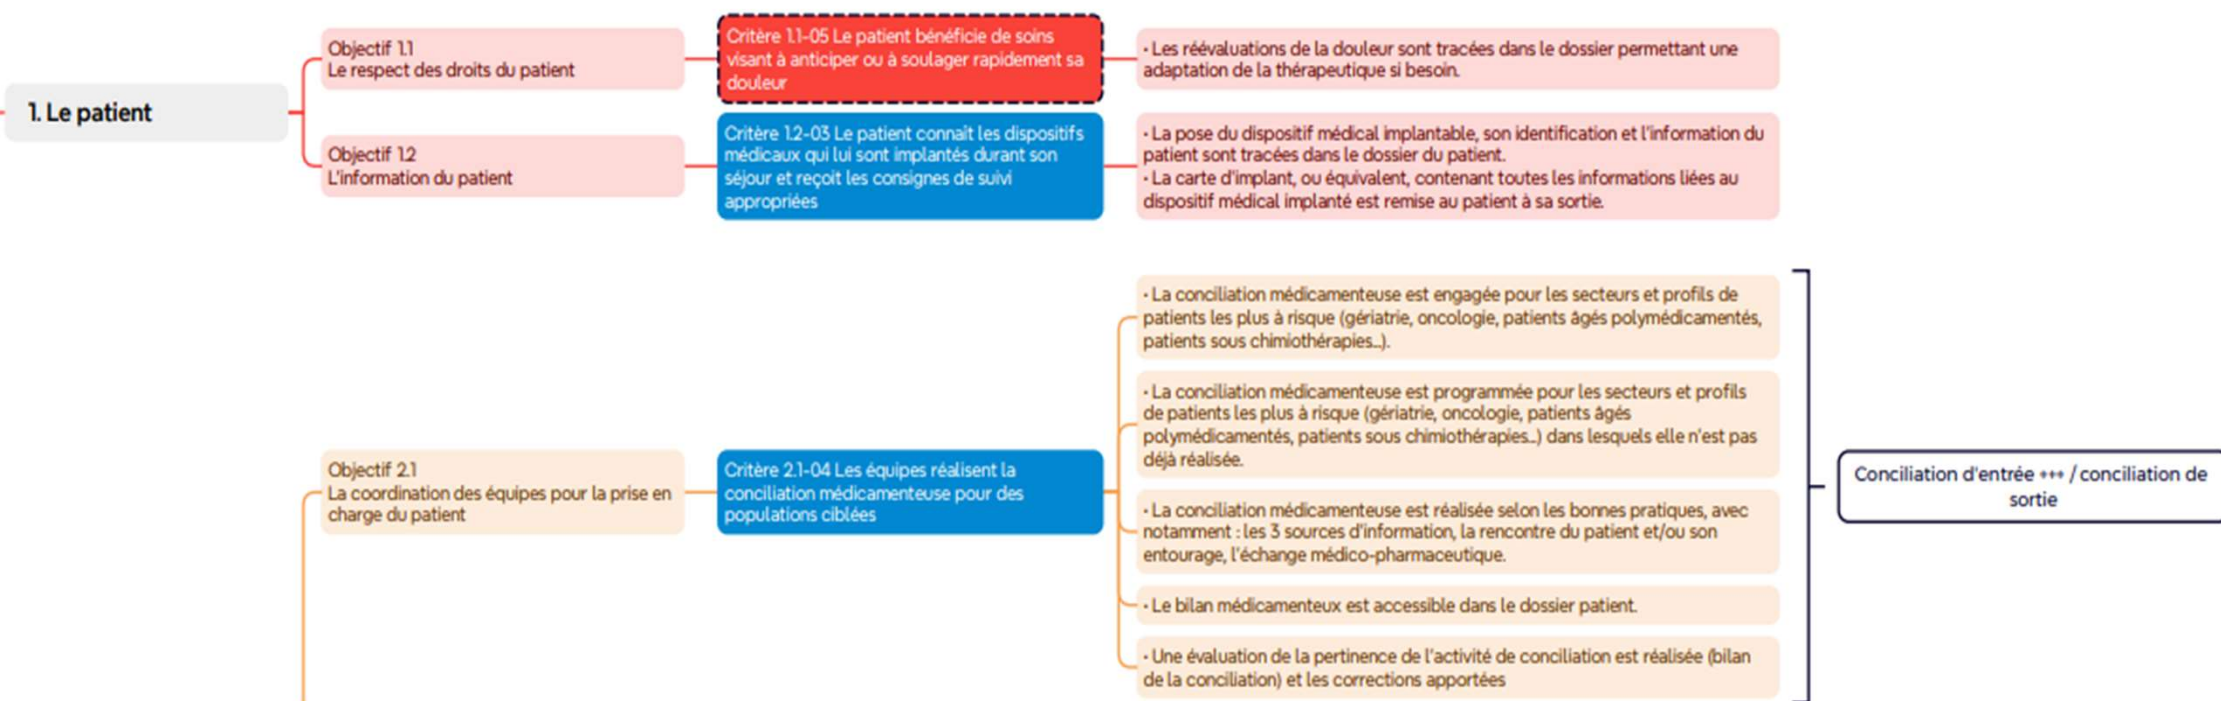 1. Le patient
Objectif 1.1
Le respect des droits du patient
Critère 1.1-05 Le patient bénéficie de soins
visant à anticiper ou à soulager rapidement sa
douleur
• Les réévaluations de la douleur sont tracées dans le dossier permettant une
adaptation de la thérapeutique si besoin.
Objectif 1.2
L'information du patient
Critère 1.2-03 Le patient connaît les dispositifs
médicaux qui lui sont implantés durant son
séjour et reçoit les consignes de suivi
appropriées
• La pose du dispositif médical implantable, son identification et l'information du
patient sont tracées dans le dossier du patient.
• La carte d'implant, ou équivalent, contenant toutes les informations liées au
dispositif médical implanté est remise au patient à sa sortie.
Objectif 2.1
La coordination des équipes pour la prise en
charge du patient
Critère 2.1-04 Les équipes réalisent la
conciliation médicamenteuse pour des
populations ciblées
• La conciliation médicamenteuse est engagée pour les secteurs et profils de
patients les plus à risque (gériatrie, oncologie, patients âgés polymédicamentés,
patients sous chimiothérapies...).
• La conciliation médicamenteuse est programmée pour les secteurs et profils
de patients les plus à risque (gériatrie, oncologie, patients âgés
polymédicamentés, patients sous chimiothérapies...) dans lesquels elle n'est pas
déjà réalisée.
• La conciliation médicamenteuse est réalisée selon les bonnes pratiques, avec
notamment : les 3 sources d'information, la rencontre du patient et/ou son
entourage, l'échange médico-pharmaceutique.
• Le bilan médicamenteux est accessible dans le dossier patient.
• Une évaluation de la pertinence de l'activité de conciliation est réalisée (bilan
de la conciliation) et les corrections apportées
Conciliation d'entrée +++ / conciliation de
sortie